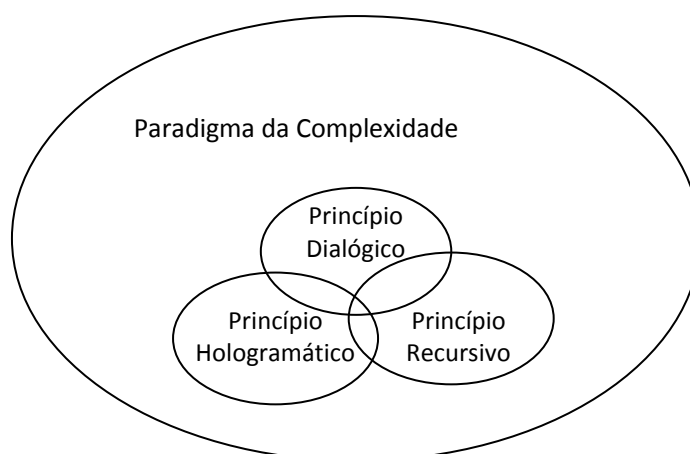 Paradigma da Complexidade
Princípio
Dialógico
Princípio
Hologramático
Princípio
Recursivo